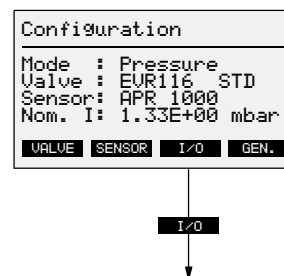 Configuration
Mode : Pressure
Valve : EVR116 STD
Sensor: APR 1000
Nom. I: 1.33E+00 mbar
VALVE SENSOR I/O GEN.
I/O